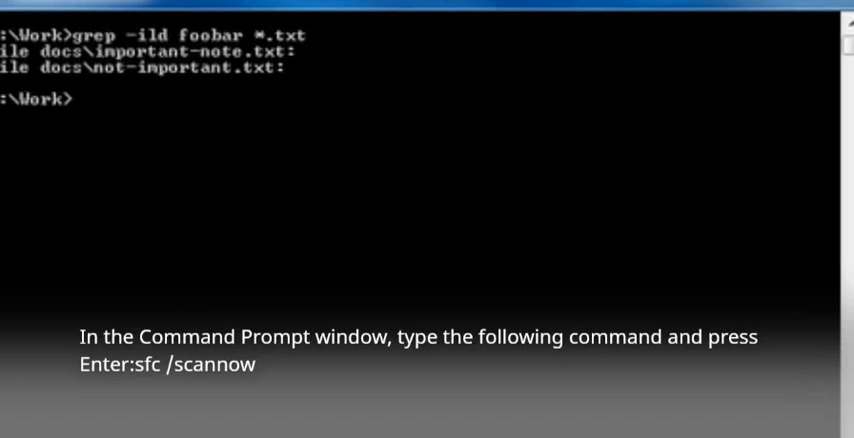 :\Work>grep -ild foobar *.txt
ile docs\important-note.txt:
ile docs\not-important.txt:
:\Work>
In the Command Prompt window, type the following command and press
Enter:sfc /scannow